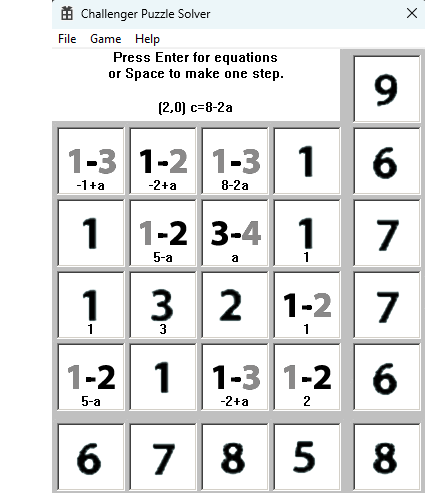 Challenger Puzzle Solver
File Game Help
Press Enter for equations
or Space to make one step.
(2,0) c=8-2a
9
1-3 1-2 1-3 1 6
-1+a -2+a 8-2a
1 1-2 3-4 1 7
5-a a 1
1 3 2 1-2 7
1 3 1
1-2 1 1-3 1-2 6
5-a -2+a 2
6 7 8 5 8